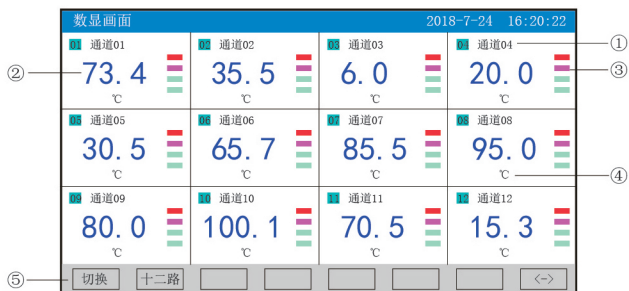 数显画面 2018-7-24 16:20:22
01 通道01 02 通道02 03 通道03 04 通道04 ①
② 73.4 35.5 6.0 20.0 ③
℃ ℃ ℃ ℃
05 通道05 06 通道06 07 通道07 08 通道08
30.5 65.7 85.5 95.0
℃ ℃ ℃ ℃ ④
09 通道09 10 通道10 11 通道11 12 通道12
80.0 100.1 70.5 15.3
℃ ℃ ℃ ℃
⑤ 切换 十二路 <->